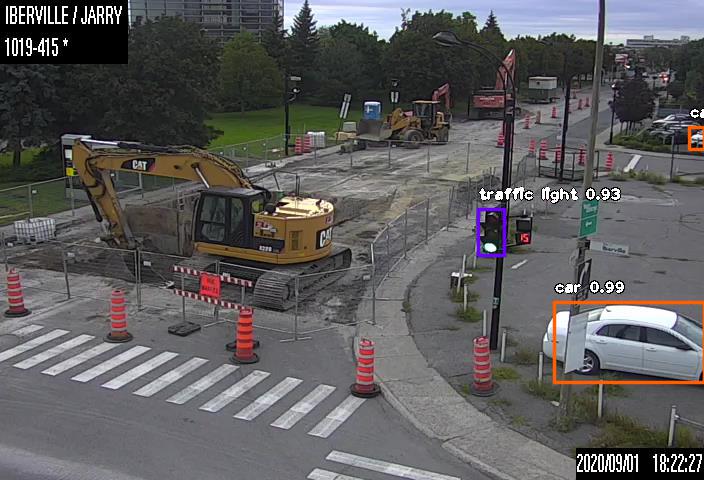 IBERVILLE / JARRY
1019-415 *
ca
CAT
traffic light 0.93
15
CAT
car 0.99
2020/09/01 18:22:27